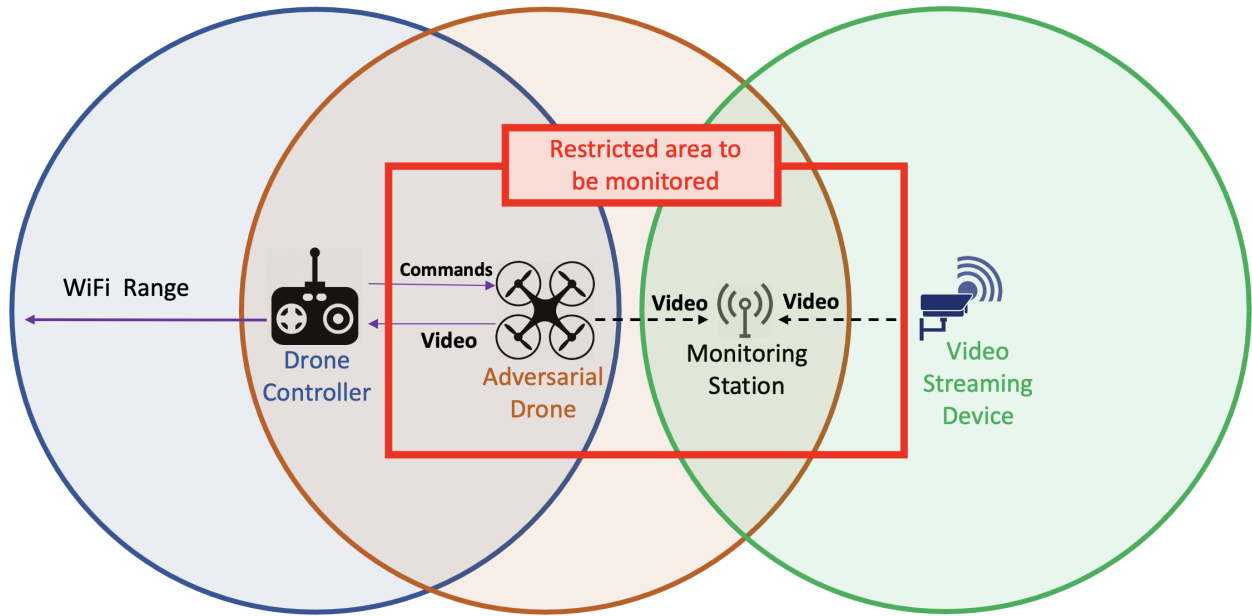 Restricted area to
be monitored
WiFi Range
Commands
Video
Video
Video
Drone
Controller
Adversarial
Drone
Monitoring
Station
Video
Streaming
Device